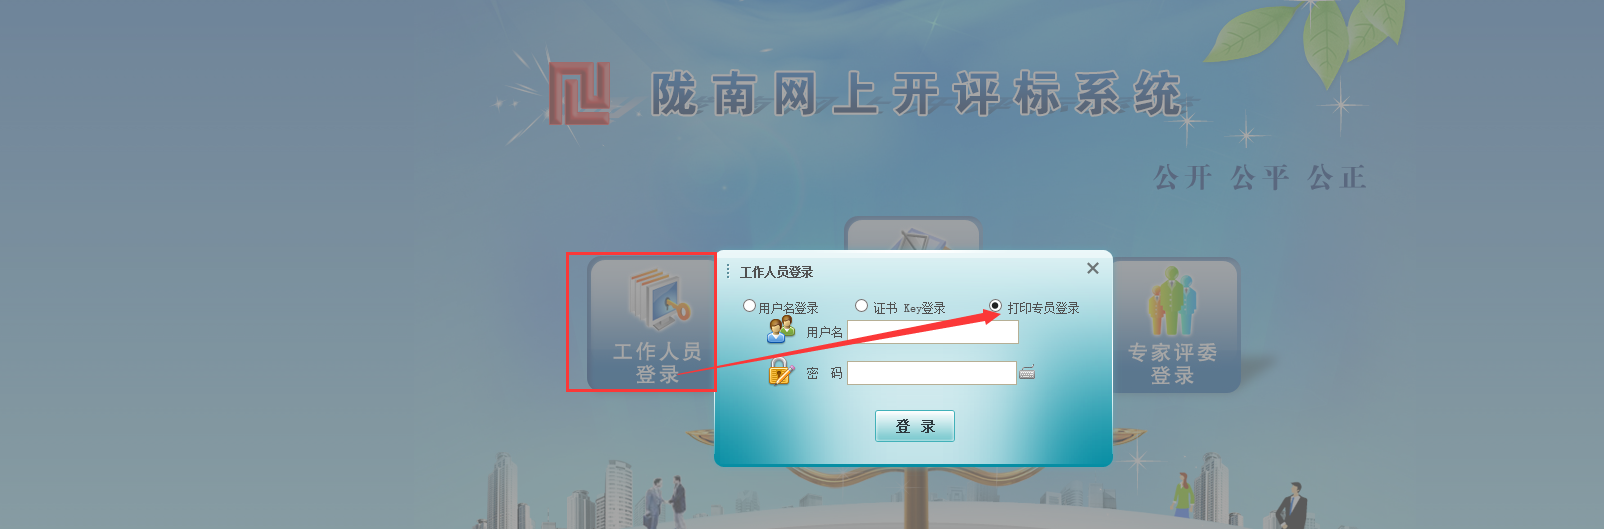 陇南网上开评标系统
公开 公平 公正
工作人员登录
用户名登录 证书 Key登录 打印专员登录
用户名
密 码
登 录
工作人员
登录
专家评委
登录